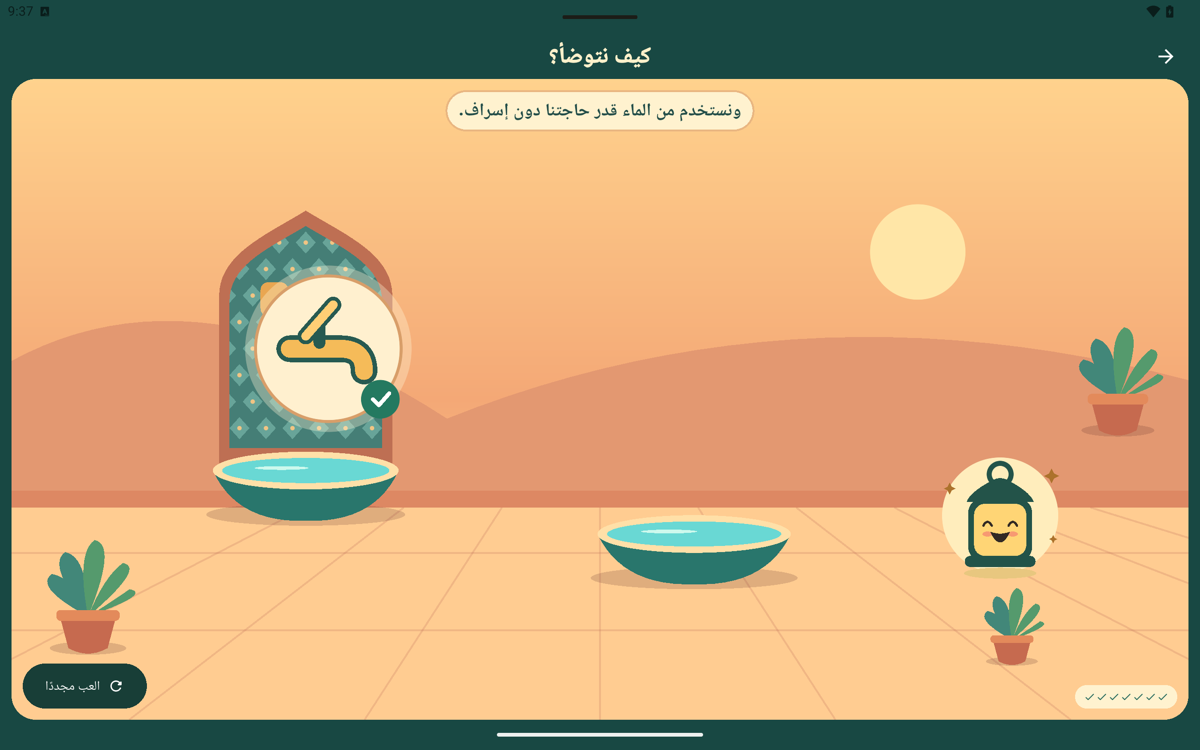 9:37
كيف نتوضأ؟
ونستخدم من الماء قدر حاجتنا دون إسراف.
العب مجددًا